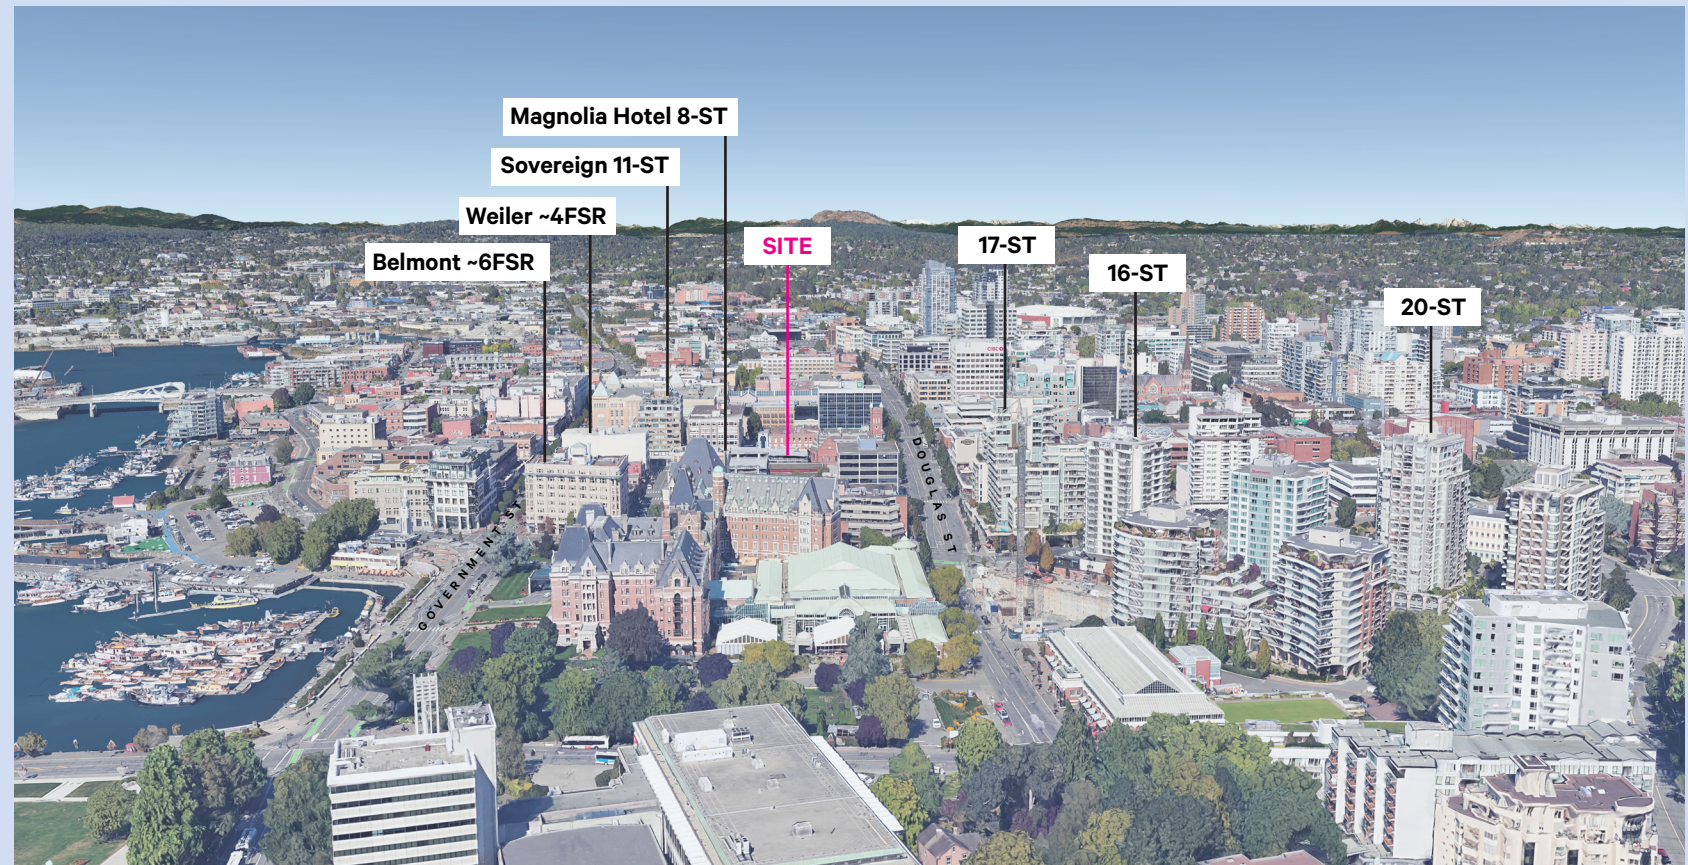 Magnolia Hotel 8-ST
Sovereign 11-ST
Weiler ~4FSR
Belmont ~6FSR
SITE
17-ST
16-ST
20-ST
CIBC
DOUGLAS ST
GOVERNMENT ST